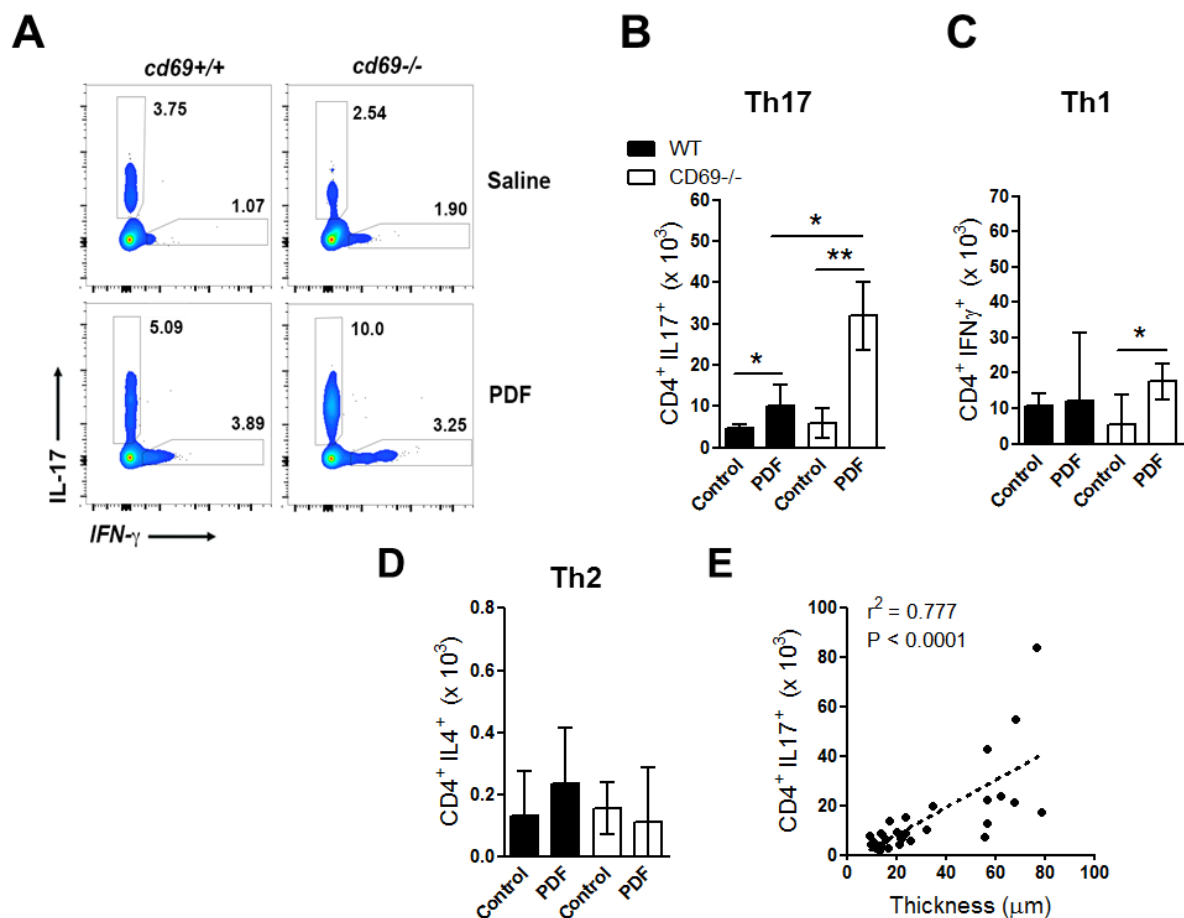 A
cd69+/+
cd69-/-
3.75
1.07
2.54
1.90
Saline
5.09
3.89
10.0
3.25
PDF
IL-17
IFN-γ
B
Th17
WT
CD69-/-
CD4⁺ IL17⁺ (x 10³)
60
50
40
30
20
10
0
*
*
**
Control
PDF
Control
PDF
C
Th1
CD4⁺ IFNγ⁺ (x 10³)
70
60
50
40
30
20
10
0
*
Control
PDF
Control
PDF
D
Th2
CD4⁺ IL4⁺ (x 10³)
0.8
0.6
0.4
0.2
0.0
Control
PDF
Control
PDF
E
r² = 0.777
P < 0.0001
CD4⁺ IL17⁺ (x 10³)
100
80
60
40
20
0
0 20 40 60 80 100
Thickness (μm)